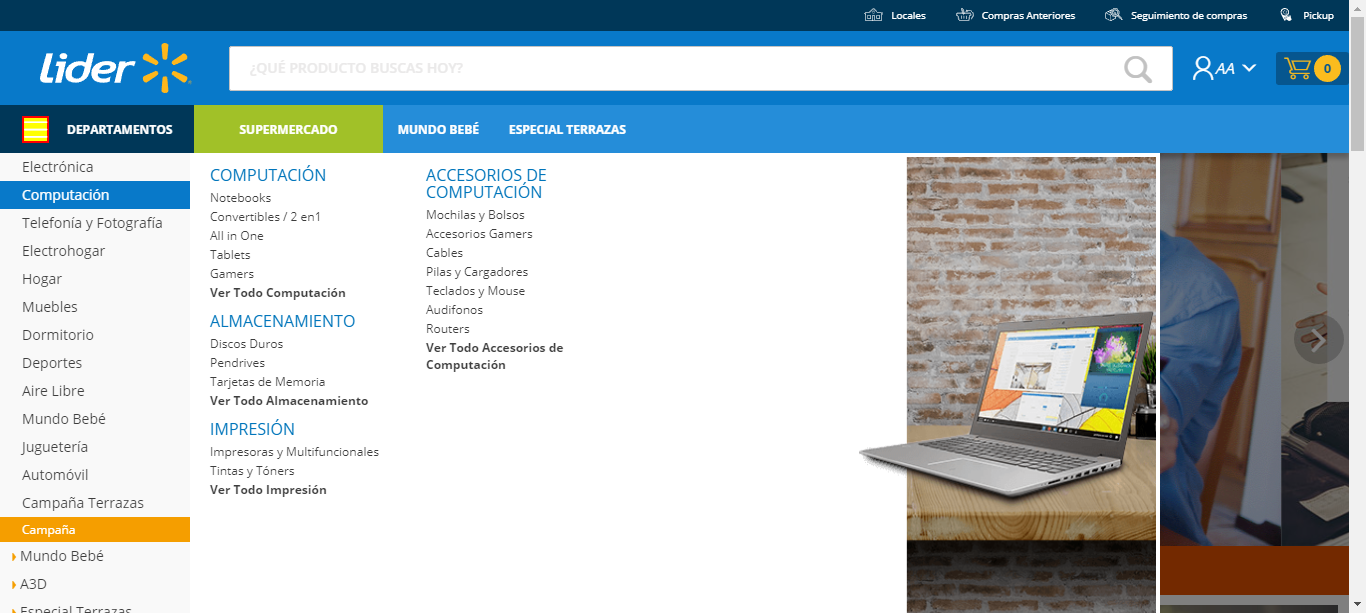 Locales
Compras Anteriores
Seguimiento de compras
Pickup
Lider
¿QUÉ PRODUCTO BUSCAS HOY?
AA
0
DEPARTAMENTOS
SUPERMERCADO
MUNDO BEBÉ
ESPECIAL TERRAZAS
Electrónica
Computación
Telefonía y Fotografía
Electrohogar
Hogar
Muebles
Dormitorio
Deportes
Aire Libre
Mundo Bebé
Juguetería
Automóvil
Campaña Terrazas
Campaña
Mundo Bebé
A3D
Especial Terrazas
COMPUTACIÓN
Notebooks
Convertibles / 2 en1
All in One
Tablets
Gamers
Ver Todo Computación
ALMACENAMIENTO
Discos Duros
Pendrives
Tarjetas de Memoria
Ver Todo Almacenamiento
IMPRESIÓN
Impresoras y Multifuncionales
Tintas y Tóners
Ver Todo Impresión
ACCESORIOS DE
COMPUTACIÓN
Mochilas y Bolsos
Accesorios Gamers
Cables
Pilas y Cargadores
Teclados y Mouse
Audifonos
Routers
Ver Todo Accesorios de
Computación